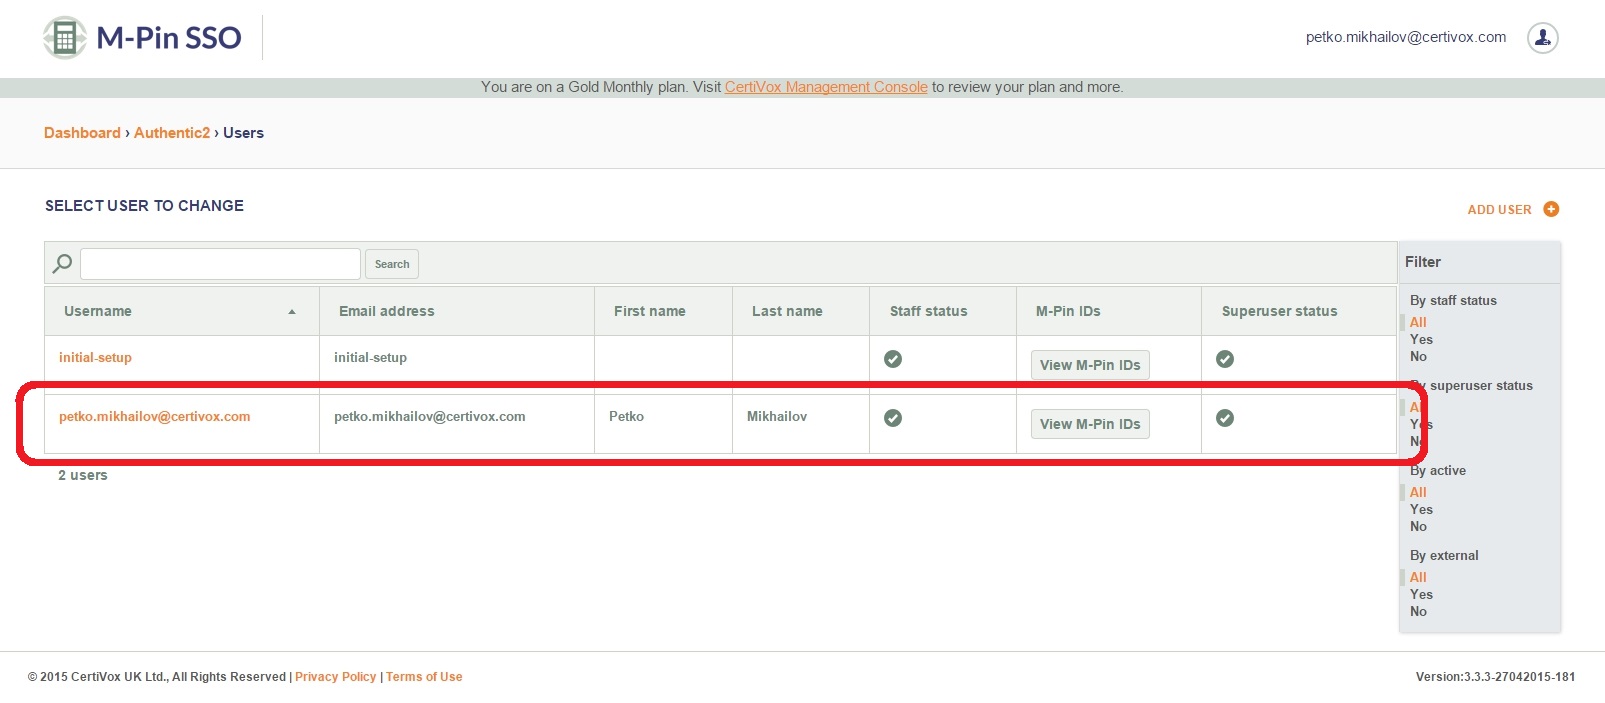 M-Pin SSO
petko.mikhailov@certivox.com
You are on a Gold Monthly plan. Visit CertiVox Management Console to review your plan and more.
Dashboard › Authentic2 › Users
SELECT USER TO CHANGE
ADD USER
Search
Username Email address First name Last name Staff status M-Pin IDs Superuser status
initial-setup initial-setup View M-Pin IDs
petko.mikhailov@certivox.com petko.mikhailov@certivox.com Petko Mikhailov View M-Pin IDs
2 users
Filter
By staff status
All
Yes
No
By superuser status
All
Yes
No
By active
All
Yes
No
By external
All
Yes
No
© 2015 CertiVox UK Ltd., All Rights Reserved | Privacy Policy | Terms of Use
Version:3.3.3-27042015-181